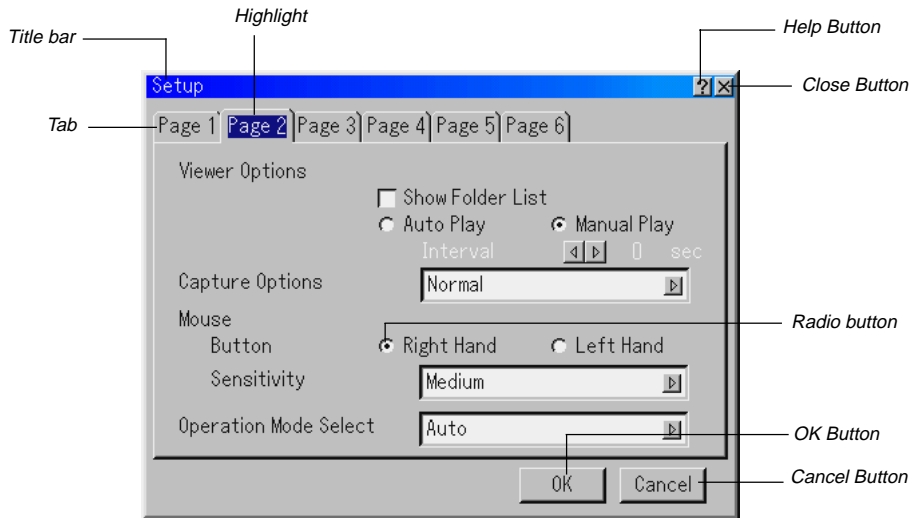 Highlight
Title bar
Help Button
Setup
?
Close Button
Tab
Page 1 Page 2 Page 3 Page 4 Page 5 Page 6
Viewer Options
Show Folder List
Auto Play Manual Play
Interval 0 sec
Capture Options Normal
Mouse
Radio button
Button Right Hand Left Hand
Sensitivity Medium
Operation Mode Select Auto
OK Button
OK Cancel
Cancel Button